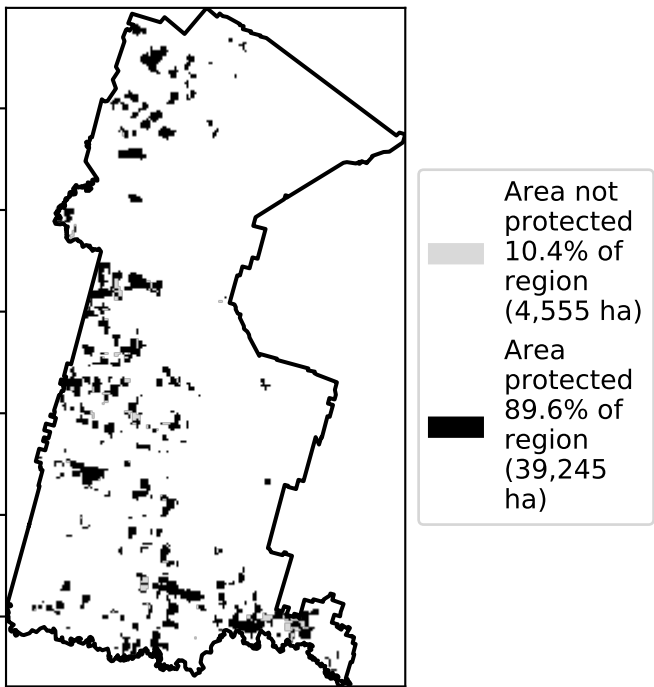 Area not
protected
10.4% of
region
(4,555 ha)
Area
protected
89.6% of
region
(39,245
ha)